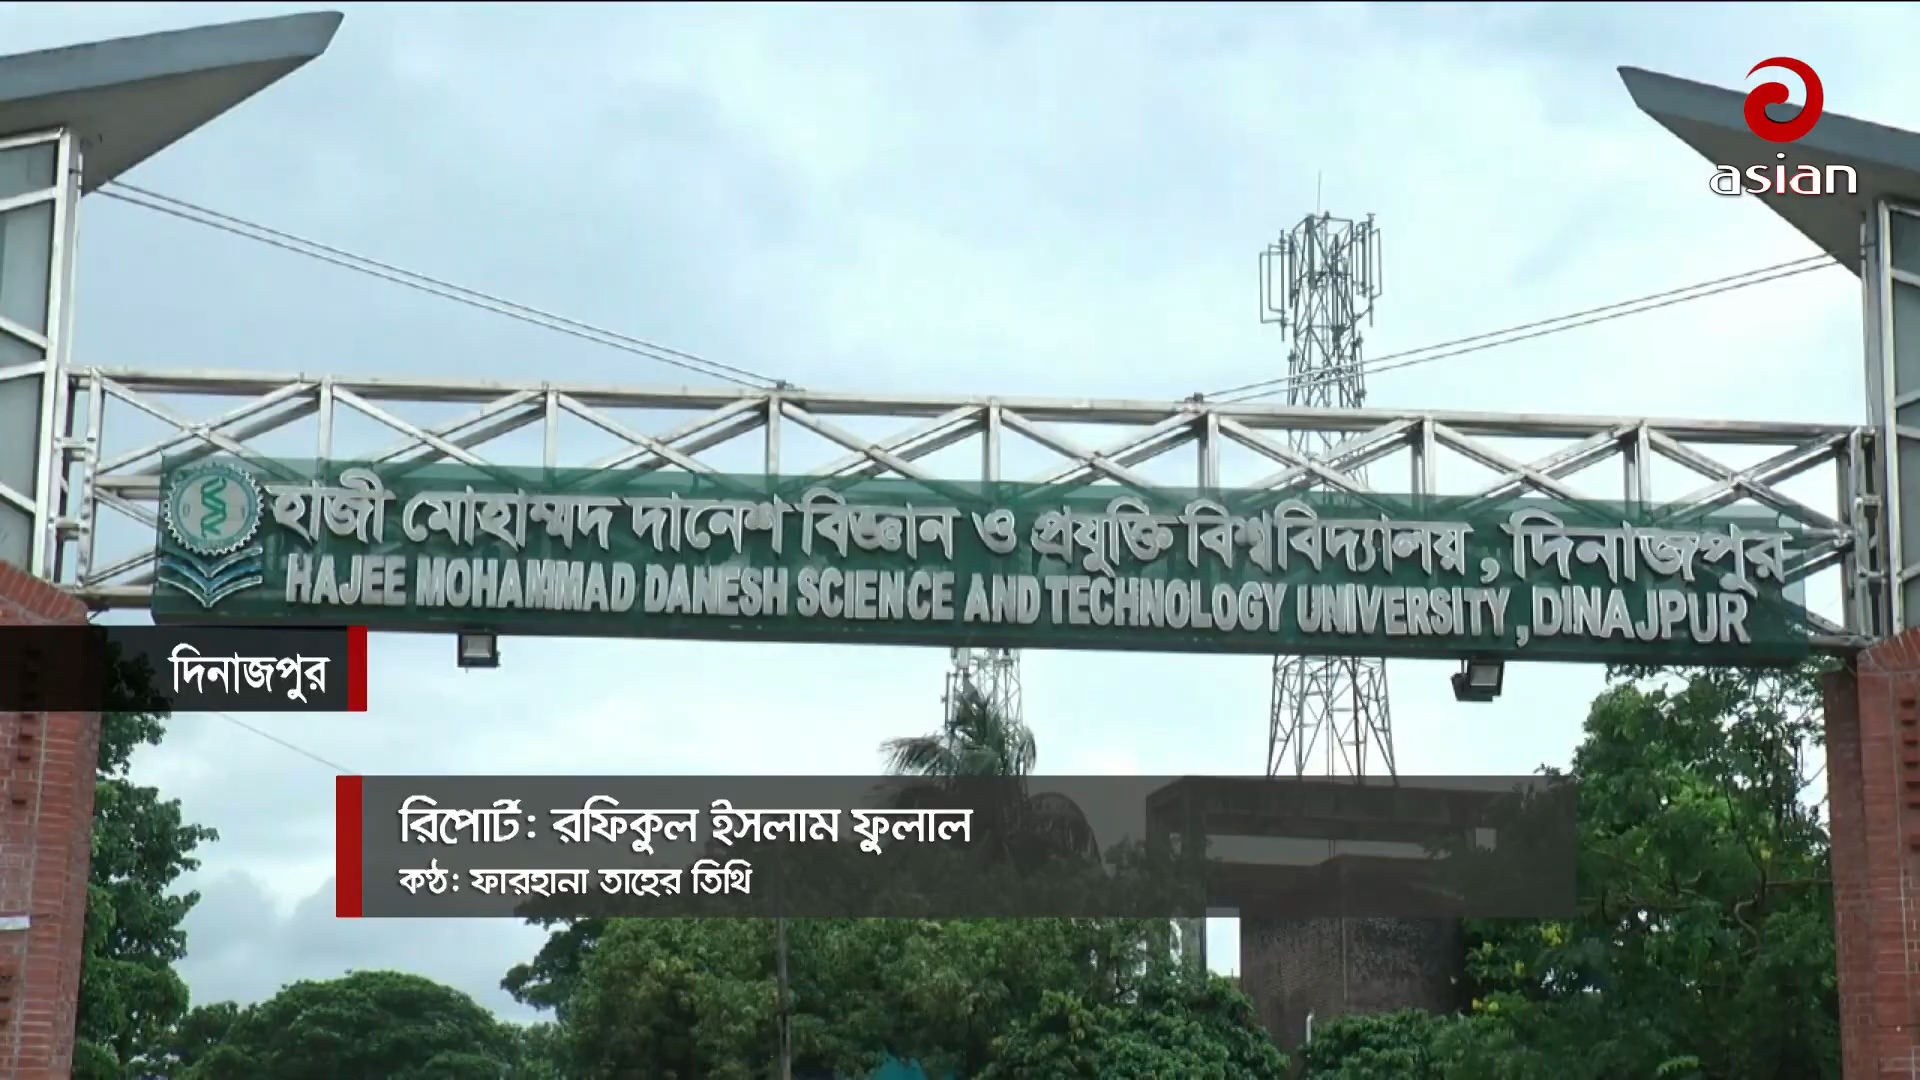 asian
হাজী মোহাম্মদ দানেশ বিজ্ঞান ও প্রযুক্তি বিশ্ববিদ্যালয়, দিনাজপুর
HAJEE MOHAMMAD DANESH SCIENCE AND TECHNOLOGY UNIVERSITY, DINAJPUR
দিনাজপুর
রিপোর্ট: রফিকুল ইসলাম ফুলাল
কণ্ঠ: ফারহানা তাহের তিথি